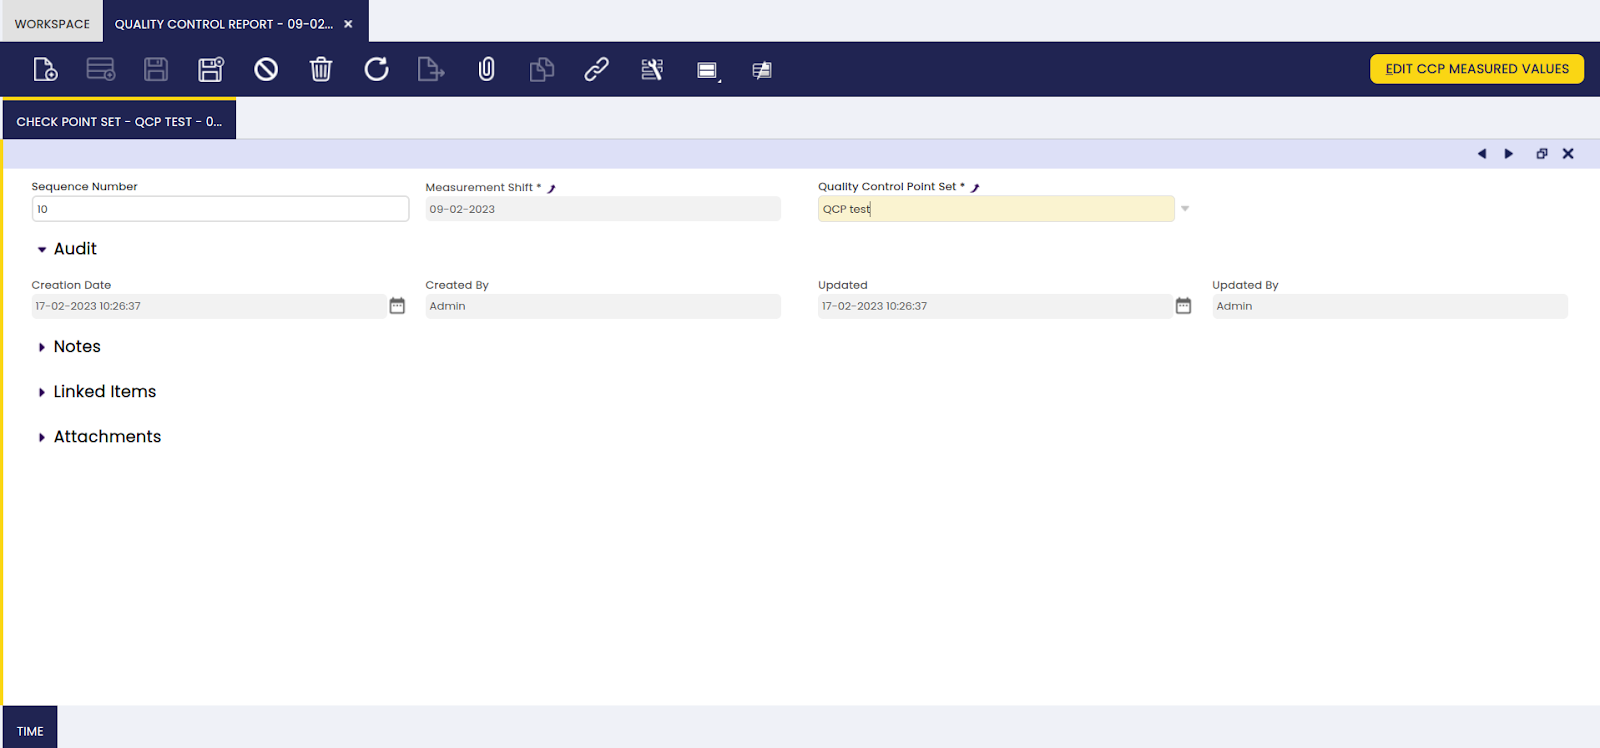 WORKSPACE
QUALITY CONTROL REPORT - 09-02...
EDIT CCP MEASURED VALUES
CHECK POINT SET - QCP TEST - 0...
Sequence Number
Measurement Shift *
Quality Control Point Set *
10
09-02-2023
QCP test
Audit
Creation Date
Created By
Updated
Updated By
17-02-2023 10:26:37
Admin
17-02-2023 10:26:37
Admin
Notes
Linked Items
Attachments
TIME